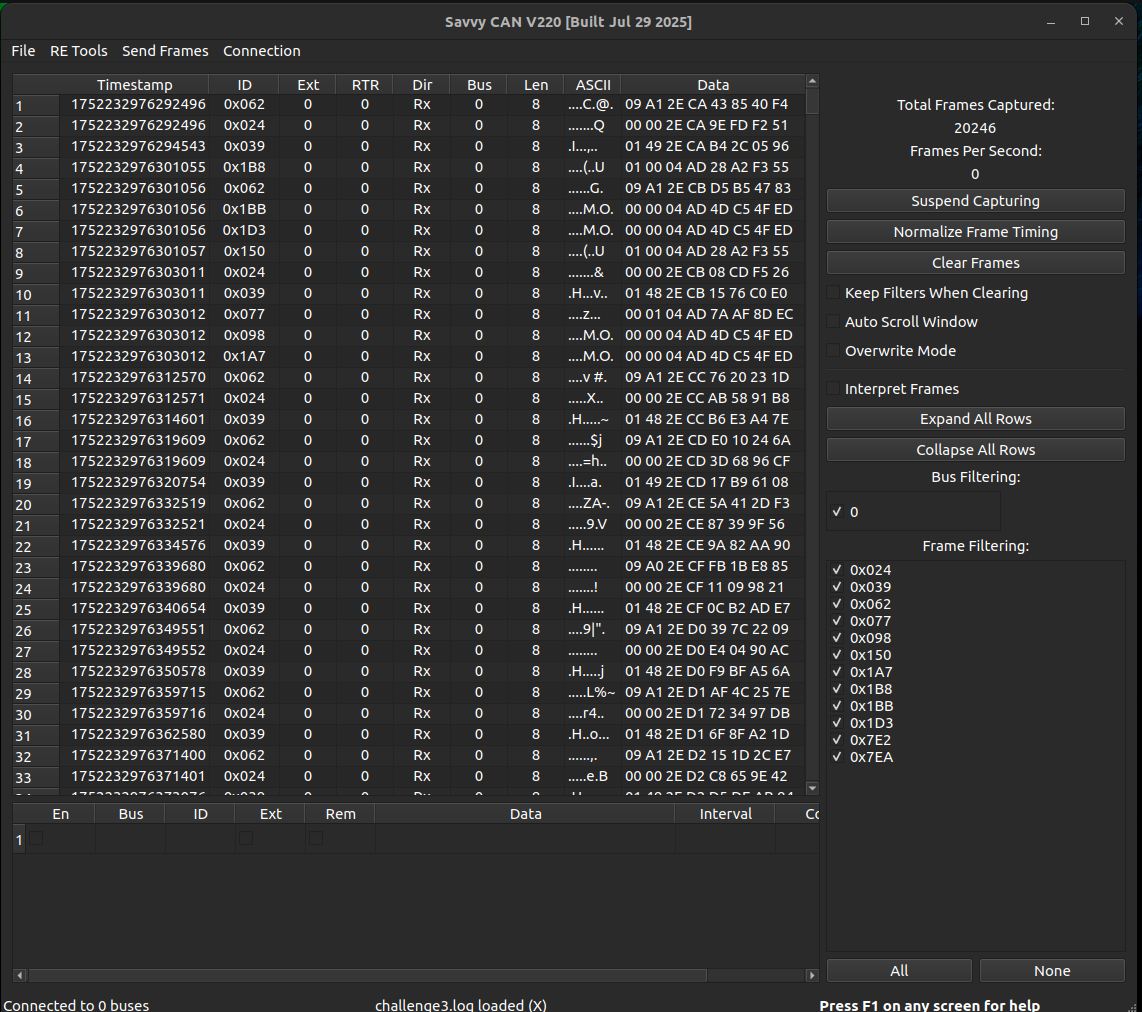 Savvy CAN V220 [Built Jul 29 2025]
File RE Tools Send Frames Connection
Timestamp ID Ext RTR Dir Bus Len ASCII Data
1 1752232976292496 0x062 0 0 Rx 0 8 ....C.@. 09 A1 2E CA 43 85 40 F4
2 1752232976292496 0x024 0 0 Rx 0 8 .......Q 00 00 2E CA 9E FD F2 51
3 1752232976294543 0x039 0 0 Rx 0 8 .I...,.. 01 49 2E CA B4 2C 05 96
4 1752232976301055 0x1B8 0 0 Rx 0 8 ....(..U 01 00 04 AD 28 A2 F3 55
5 1752232976301056 0x062 0 0 Rx 0 8 ......G. 09 A1 2E CB D5 B5 47 83
6 1752232976301056 0x1BB 0 0 Rx 0 8 ....M.O. 00 00 04 AD 4D C5 4F ED
7 1752232976301056 0x1D3 0 0 Rx 0 8 ....M.O. 00 00 04 AD 4D C5 4F ED
8 1752232976301057 0x150 0 0 Rx 0 8 ....(..U 01 00 04 AD 28 A2 F3 55
9 1752232976303011 0x024 0 0 Rx 0 8 .......& 00 00 2E CB 08 CD F5 26
10 1752232976303011 0x039 0 0 Rx 0 8 .H...v.. 01 48 2E CB 15 76 C0 E0
11 1752232976303012 0x077 0 0 Rx 0 8 ....z... 00 01 04 AD 7A AF 8D EC
12 1752232976303012 0x098 0 0 Rx 0 8 ....M.O. 00 00 04 AD 4D C5 4F ED
13 1752232976303012 0x1A7 0 0 Rx 0 8 ....M.O. 00 00 04 AD 4D C5 4F ED
14 1752232976312570 0x062 0 0 Rx 0 8 ....v #. 09 A1 2E CC 76 20 23 1D
15 1752232976312571 0x024 0 0 Rx 0 8 .....X.. 00 00 2E CC AB 58 91 B8
16 1752232976314601 0x039 0 0 Rx 0 8 .H.....~ 01 48 2E CC B6 E3 A4 7E
17 1752232976319609 0x062 0 0 Rx 0 8 ......$j 09 A1 2E CD E0 10 24 6A
18 1752232976319609 0x024 0 0 Rx 0 8 ....=h.. 00 00 2E CD 3D 68 96 CF
19 1752232976320754 0x039 0 0 Rx 0 8 .I....a. 01 49 2E CD 17 B9 61 08
20 1752232976332519 0x062 0 0 Rx 0 8 ....ZA-. 09 A1 2E CE 5A 41 2D F3
21 1752232976332521 0x024 0 0 Rx 0 8 .....9.V 00 00 2E CE 87 39 9F 56
22 1752232976334576 0x039 0 0 Rx 0 8 .H...... 01 48 2E CE 9A 82 AA 90
23 1752232976339680 0x062 0 0 Rx 0 8 ........ 09 A0 2E CF FB 1B E8 85
24 1752232976339680 0x024 0 0 Rx 0 8 .......! 00 00 2E CF 11 09 98 21
25 1752232976340654 0x039 0 0 Rx 0 8 .H...... 01 48 2E CF 0C B2 AD E7
26 1752232976349551 0x062 0 0 Rx 0 8 ....9|". 09 A1 2E D0 39 7C 22 09
27 1752232976349552 0x024 0 0 Rx 0 8 ........ 00 00 2E D0 E4 04 90 AC
28 1752232976350578 0x039 0 0 Rx 0 8 .H.....j 01 48 2E D0 F9 BF A5 6A
29 1752232976359715 0x062 0 0 Rx 0 8 .....L%~ 09 A1 2E D1 AF 4C 25 7E
30 1752232976359716 0x024 0 0 Rx 0 8 ....r4.. 00 00 2E D1 72 34 97 DB
31 1752232976362580 0x039 0 0 Rx 0 8 .H..o... 01 48 2E D1 6F 8F A2 1D
32 1752232976371400 0x062 0 0 Rx 0 8 ......,. 09 A1 2E D2 15 1D 2C E7
33 1752232976371401 0x024 0 0 Rx 0 8 .....e.B 00 00 2E D2 C8 65 9E 42
En Bus ID Ext Rem Data Interval
1
Total Frames Captured:
20246
Frames Per Second:
0
Suspend Capturing
Normalize Frame Timing
Clear Frames
Keep Filters When Clearing
Auto Scroll Window
Overwrite Mode
Interpret Frames
Expand All Rows
Collapse All Rows
Bus Filtering:
0
Frame Filtering:
0x024
0x039
0x062
0x077
0x098
0x150
0x1A7
0x1B8
0x1BB
0x1D3
0x7E2
0x7EA
All None
Connected to 0 buses challenge3.log loaded (X) Press F1 on any screen for help